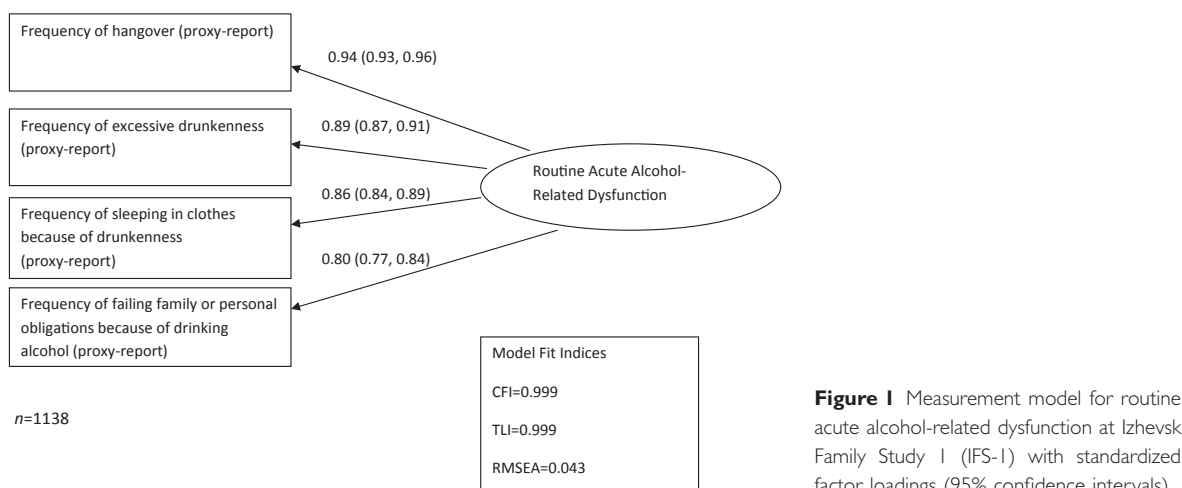 Frequency of hangover (proxy-report)
0.94 (0.93, 0.96)
Frequency of excessive drunkenness
(proxy-report)
0.89 (0.87, 0.91)
Routine Acute Alcohol-
Related Dysfunction
0.86 (0.84, 0.89)
Frequency of sleeping in clothes
because of drunkenness
(proxy-report)
0.80 (0.77, 0.84)
Frequency of failing family or personal
obligations because of drinking
alcohol (proxy-report)
Model Fit Indices
CFI=0.999
TLI=0.999
RMSEA=0.043
n=1138
Figure 1 Measurement model for routine
acute alcohol-related dysfunction at Izhevsk
Family Study 1 (IFS-1) with standardized
factor loadings (95% confidence intervals)